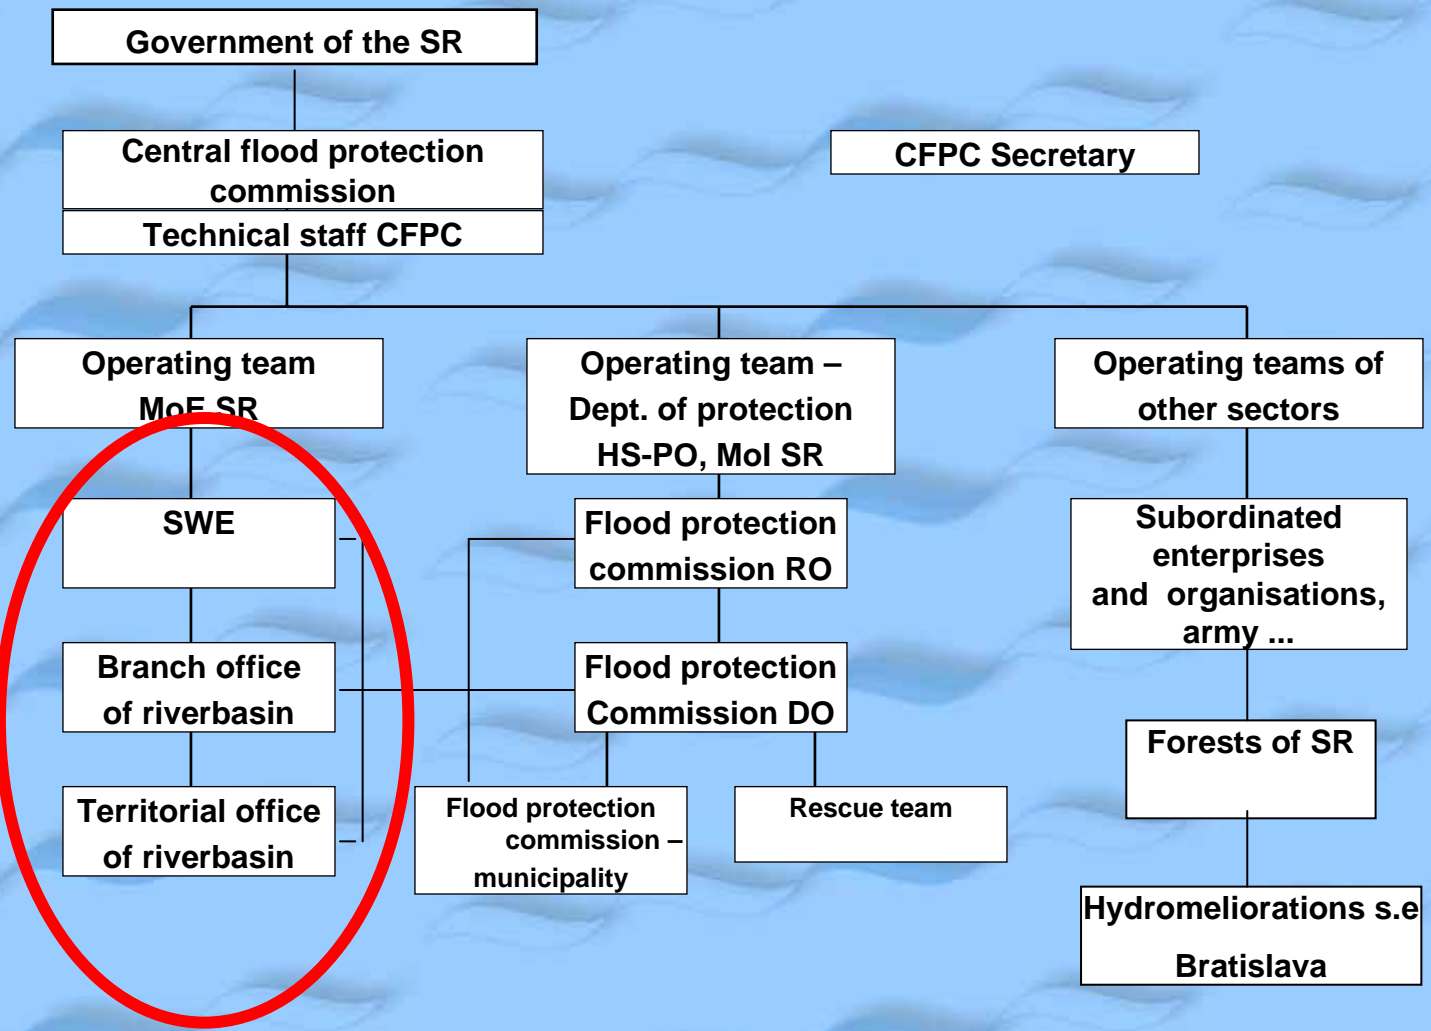 Government of the SR
Central flood protection
commission
CFPC Secretary
Technical staff CFPC
Operating team
MoE SR
Operating team –
Dept. of protection
HS-PO, MoI SR
Operating teams of
other sectors
SWE
Flood protection
commission RO
Subordinated
enterprises
and organisations,
army ...
Branch office
of riverbasin
Flood protection
Commission DO
Forests of SR
Territorial office
of riverbasin
Flood protection
commission –
municipality
Rescue team
Hydromeliorations s.e
Bratislava